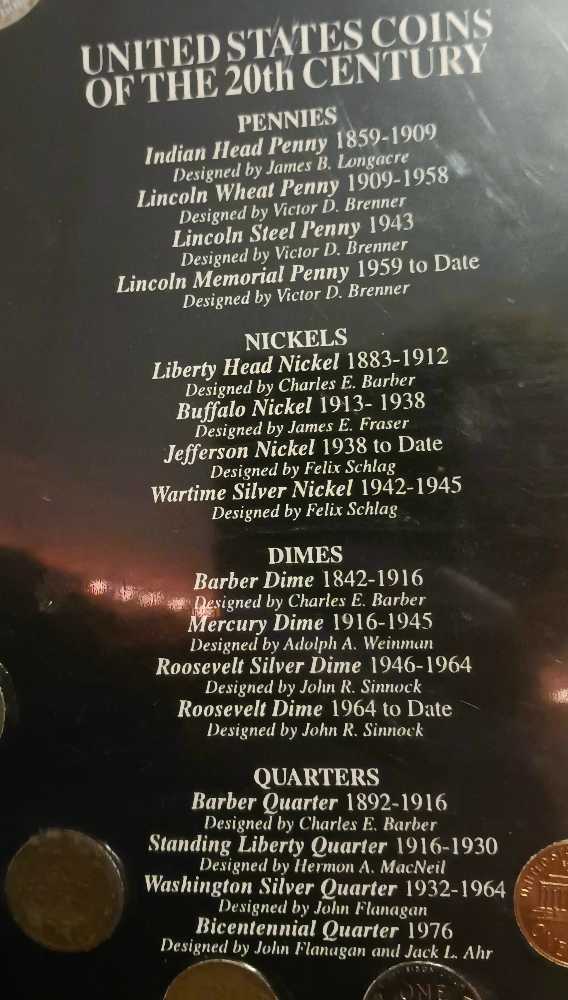 UNITED STATES COINS
OF THE 20th CENTURY
PENNIES
Indian Head Penny 1859-1909
Designed by James B. Longacre
Lincoln Wheat Penny 1909-1958
Designed by Victor D. Brenner
Lincoln Steel Penny 1943
Designed by Victor D. Brenner
Lincoln Memorial Penny 1959 to Date
Designed by Victor D. Brenner
NICKELS
Liberty Head Nickel 1883-1912
Designed by Charles E. Barber
Buffalo Nickel 1913- 1938
Designed by James E. Fraser
Jefferson Nickel 1938 to Date
Designed by Felix Schlag
Wartime Silver Nickel 1942-1945
Designed by Felix Schlag
DIMES
Barber Dime 1842-1916
Designed by Charles E. Barber
Mercury Dime 1916-1945
Designed by Adolph A. Weinman
Roosevelt Silver Dime 1946-1964
Designed by John R. Sinnock
Roosevelt Dime 1964 to Date
Designed by John R. Sinnock
QUARTERS
Barber Quarter 1892-1916
Designed by Charles E. Barber
Standing Liberty Quarter 1916-1930
Designed by Hermon A. MacNeil
Washington Silver Quarter 1932-1964
Designed by John Flanagan
Bicentennial Quarter 1976
Designed by John Flanagan and Jack L. Ahr
ONE